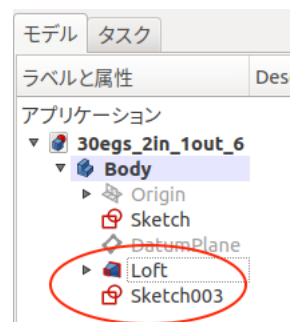 モデル タスク
ラベルと属性 Des
アプリケーション
30egs_2in_1out_6
Body
Origin
Sketch
DatumPlane
Loft
Sketch003